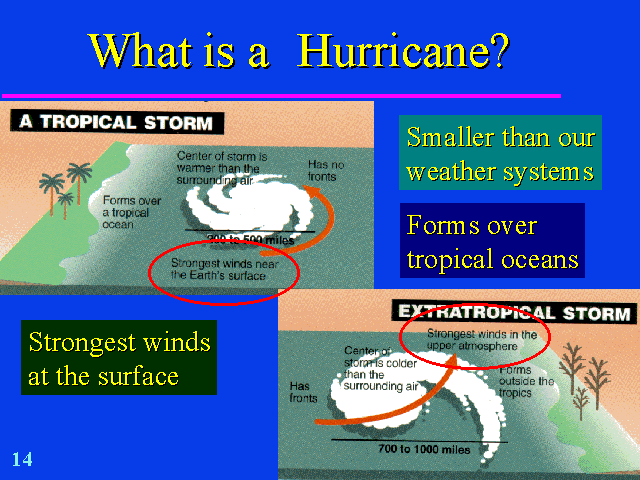 What is a Hurricane?
A TROPICAL STORM
Center of storm is
warmer than the
surrounding air
Has no
fronts
Forms over
a tropical
ocean
200 to 500 miles
Strongest winds near
the Earth's surface
Smaller than our
weather systems
Forms over
tropical oceans
Strongest winds
at the surface
EXTRATROPICAL STORM
Strongest winds in the
upper atmosphere
Center of
storm is colder
than the
surrounding air
Forms
outside the
tropics
Has
fronts
700 to 1000 miles
14